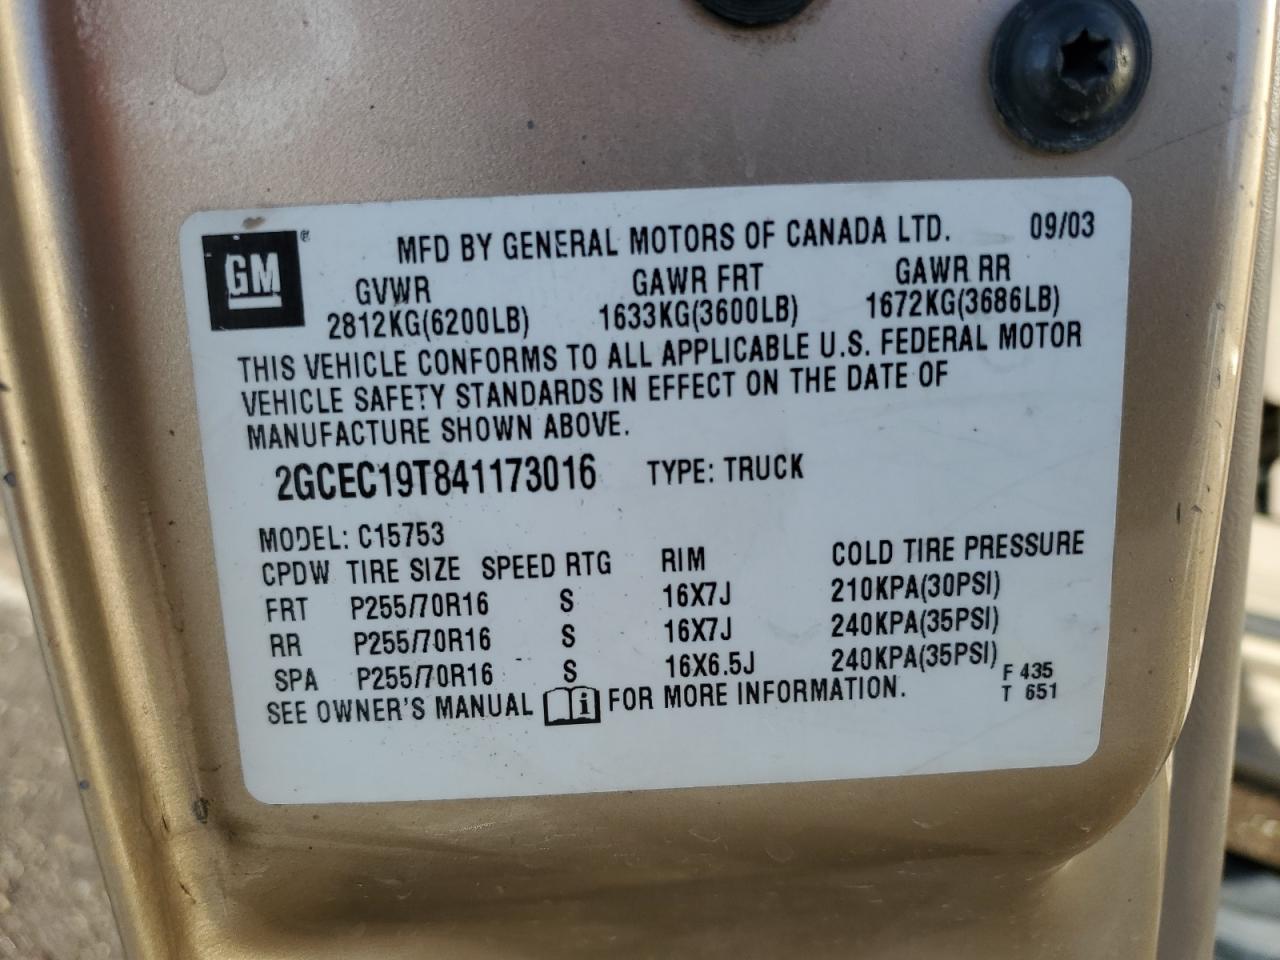 GM ®
MFD BY GENERAL MOTORS OF CANADA LTD. 09/03
GVWR GAWR FRT GAWR RR
2812KG(6200LB) 1633KG(3600LB) 1672KG(3686LB)
THIS VEHICLE CONFORMS TO ALL APPLICABLE U.S. FEDERAL MOTOR
VEHICLE SAFETY STANDARDS IN EFFECT ON THE DATE OF
MANUFACTURE SHOWN ABOVE.
2GCEC19T841173016 TYPE: TRUCK
MODEL: C15753
CPDW TIRE SIZE SPEED RTG RIM COLD TIRE PRESSURE
FRT P255/70R16 S 16X7J 210KPA(30PSI)
RR P255/70R16 S 16X7J 240KPA(35PSI)
SPA P255/70R16 S 16X6.5J 240KPA(35PSI) F 435
SEE OWNER'S MANUAL i FOR MORE INFORMATION. T 651